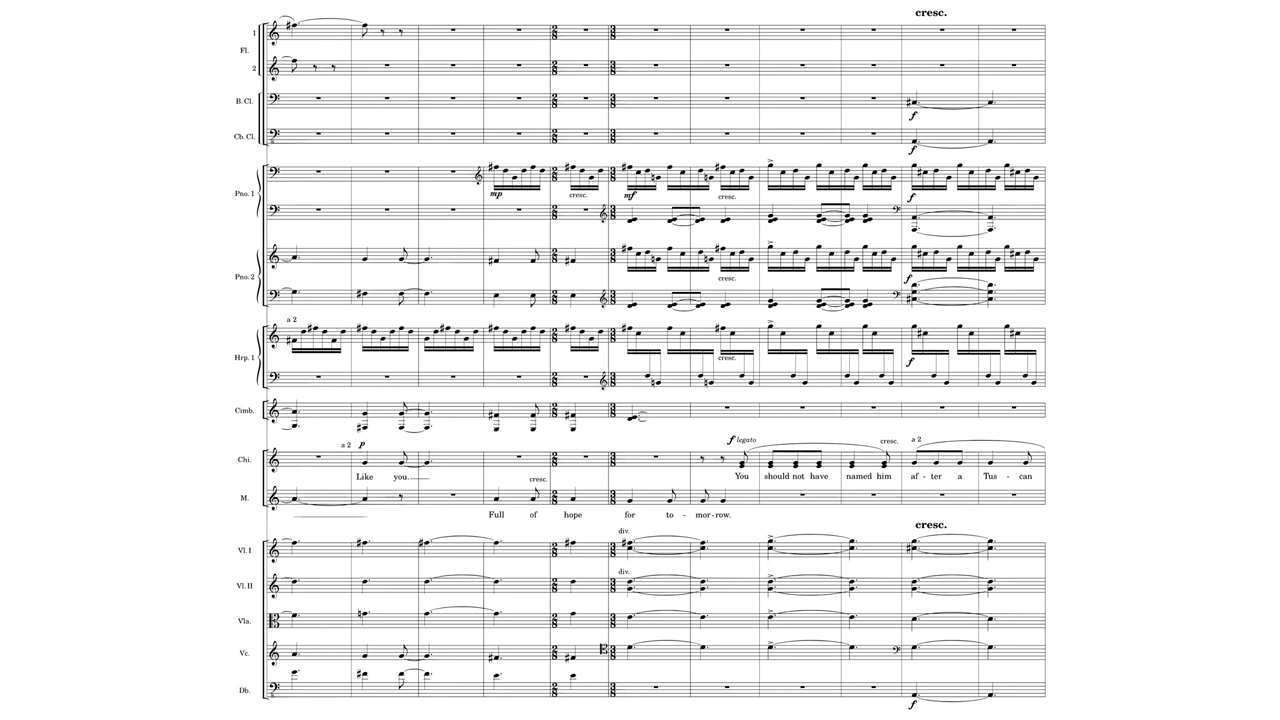 cresc.
1
Fl.
2
B. Cl.
f
Cb. Cl.
f
Pno. 1
mp
cresc.
mf
cresc.
f
Pno. 2
cresc.
f
a 2
Hrp. 1
cresc.
f
Cimb.
a 2
p
f legato
cresc.
a 2
Chi.
Like you.
You should not have named him af - ter a Tus - can
cresc.
M.
Full of hope for to - mor - row.
cresc.
div.
Vl. I
div.
Vl. II
Vla.
Vc.
Db.
f